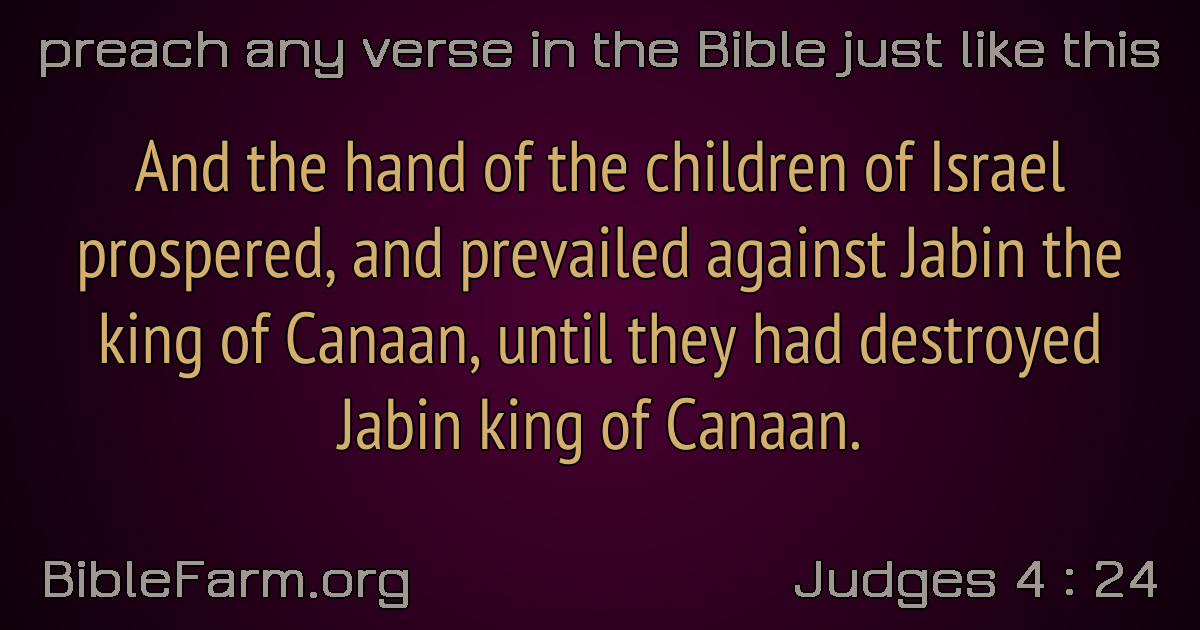 preach any verse in the Bible just like this
And the hand of the children of Israel
prospered, and prevailed against Jabin the
king of Canaan, until they had destroyed
Jabin king of Canaan.
BibleFarm.org
Judges 4 : 24